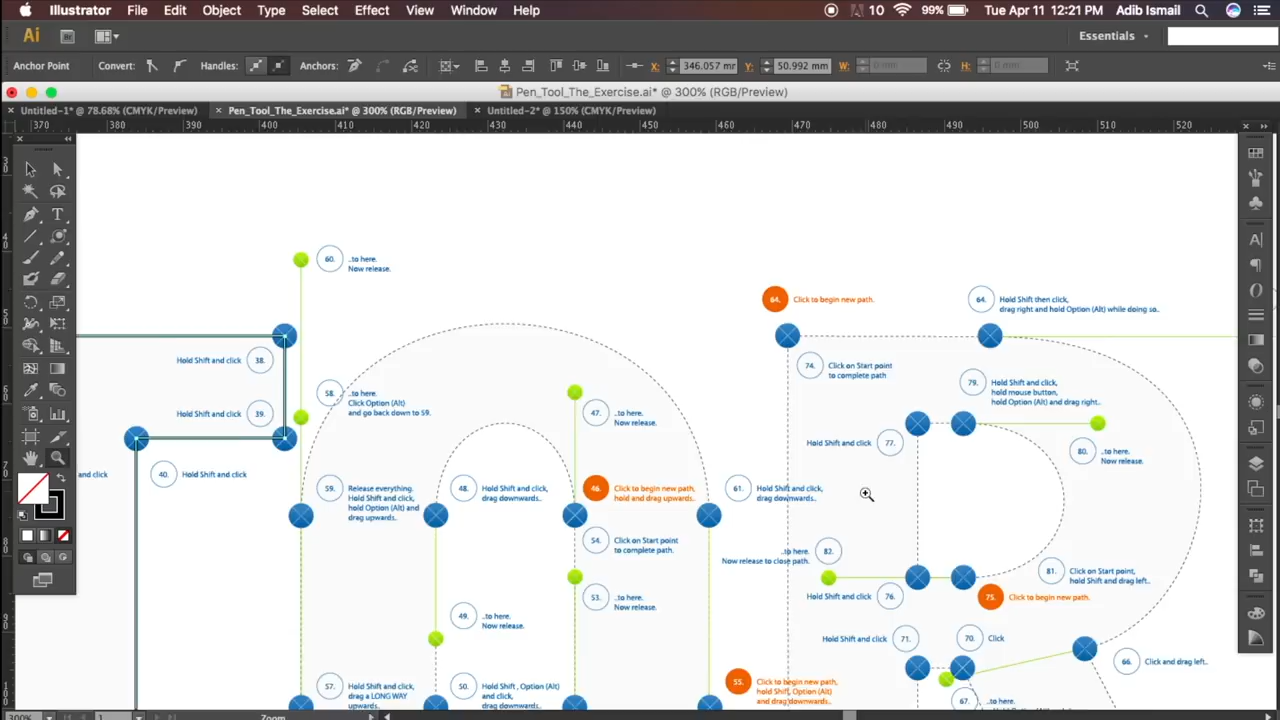 Illustrator File Edit Object Type Select Effect View Window Help
10 99% Tue Apr 11 12:21 PM Adib Ismail
Ai Essentials
Anchor Point Convert: Handles: Anchors: X: 346.057 mr Y: 50.992 mm W: 0 mm H: 0 mm
Pen_Tool_The_Exercise.ai* @ 300% (RGB/Preview)
Untitled-1* @ 78.68% (CMYK/Preview) Pen_Tool_The_Exercise.ai* @ 300% (RGB/Preview) Untitled-2* @ 150% (CMYK/Preview)
370 380 390 400 410 420 430 440 450 460 470 480 490 500 510 520
60. ..to here.
Now release.
64. Click to begin new path.
64. Hold Shift then click,
drag right and hold Option (Alt) while doing so..
Hold Shift and click 38.
74. Click on Start point
to complete path
79. Hold Shift and click,
hold mouse button,
hold Option (Alt) and drag right..
58. ..to here.
Click Option (Alt)
and go back down to 59.
Hold Shift and click 39.
47. ..to here.
Now release.
Hold Shift and click 77.
80. ..to here.
Now release.
and click
40. Hold Shift and click
59. Release everything.
Hold Shift and click,
hold Option (Alt) and
drag upwards..
48. Hold Shift and click,
drag downwards..
46. Click to begin new path,
hold and drag upwards..
61. Hold Shift and click,
drag downwards..
54. Click on Start point
to complete path.
..to here. 82.
Now release to close path.
81. Click on Start point,
hold Shift and drag left..
53. ..to here.
Now release.
Hold Shift and click 76.
75. Click to begin new path.
49. ..to here.
Now release.
Hold Shift and click 71.
70. Click
66. Click and drag left..
57. Hold Shift and click,
drag a LONG WAY
upwards..
50. Hold Shift , Option (Alt)
and click,
drag downwards..
55. Click to begin new path,
hold Shift, Option (Alt)
and drag upwards..
67. ..to here.
Zoom